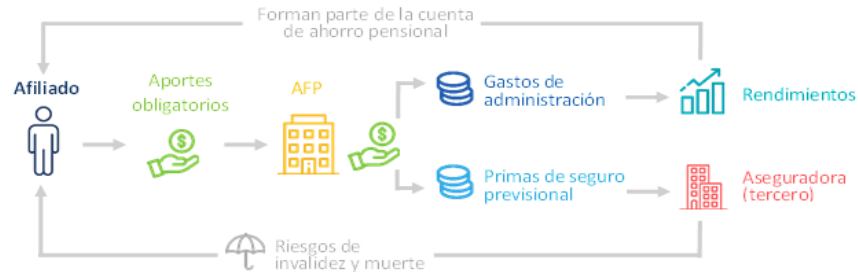 Forman parte de la cuenta
de ahorro pensional
Afiliado
Aportes
obligatorios
AFP
Gastos de
administración
Rendimientos
Primas de seguro
previsional
Aseguradora
(tercero)
Riesgos de
invalidez y muerte